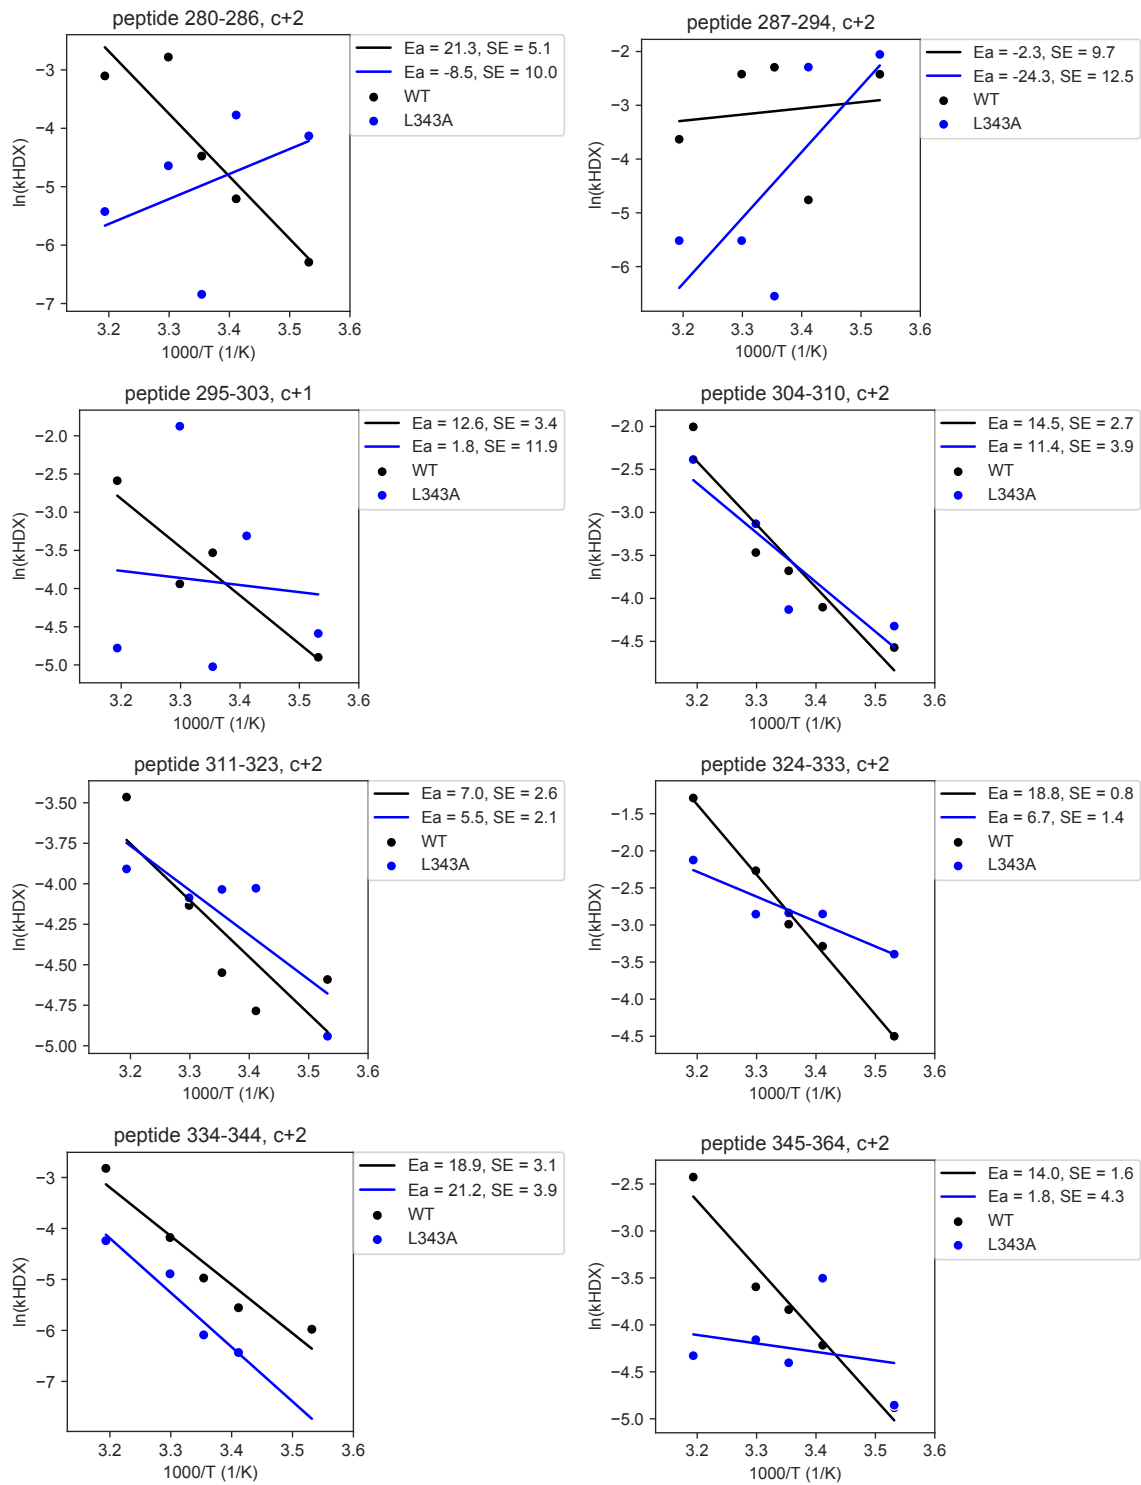 peptide 280-286, c+2
Ea = 21.3, SE = 5.1
Ea = -8.5, SE = 10.0
WT
L343A
−3
−4
−5
−6
−7
ln(kHDX)
3.2 3.3 3.4 3.5 3.6
1000/T (1/K)
peptide 287-294, c+2
Ea = -2.3, SE = 9.7
Ea = -24.3, SE = 12.5
WT
L343A
−2
−3
−4
−5
−6
ln(kHDX)
3.2 3.3 3.4 3.5 3.6
1000/T (1/K)
peptide 295-303, c+1
Ea = 12.6, SE = 3.4
Ea = 1.8, SE = 11.9
WT
L343A
−2.0
−2.5
−3.0
−3.5
−4.0
−4.5
−5.0
ln(kHDX)
3.2 3.3 3.4 3.5 3.6
1000/T (1/K)
peptide 304-310, c+2
Ea = 14.5, SE = 2.7
Ea = 11.4, SE = 3.9
WT
L343A
−2.0
−2.5
−3.0
−3.5
−4.0
−4.5
ln(kHDX)
3.2 3.3 3.4 3.5 3.6
1000/T (1/K)
peptide 311-323, c+2
Ea = 7.0, SE = 2.6
Ea = 5.5, SE = 2.1
WT
L343A
−3.50
−3.75
−4.00
−4.25
−4.50
−4.75
−5.00
ln(kHDX)
3.2 3.3 3.4 3.5 3.6
1000/T (1/K)
peptide 324-333, c+2
Ea = 18.8, SE = 0.8
Ea = 6.7, SE = 1.4
WT
L343A
−1.5
−2.0
−2.5
−3.0
−3.5
−4.0
−4.5
ln(kHDX)
3.2 3.3 3.4 3.5 3.6
1000/T (1/K)
peptide 334-344, c+2
Ea = 18.9, SE = 3.1
Ea = 21.2, SE = 3.9
WT
L343A
−3
−4
−5
−6
−7
ln(kHDX)
3.2 3.3 3.4 3.5 3.6
1000/T (1/K)
peptide 345-364, c+2
Ea = 14.0, SE = 1.6
Ea = 1.8, SE = 4.3
WT
L343A
−2.5
−3.0
−3.5
−4.0
−4.5
−5.0
ln(kHDX)
3.2 3.3 3.4 3.5 3.6
1000/T (1/K)